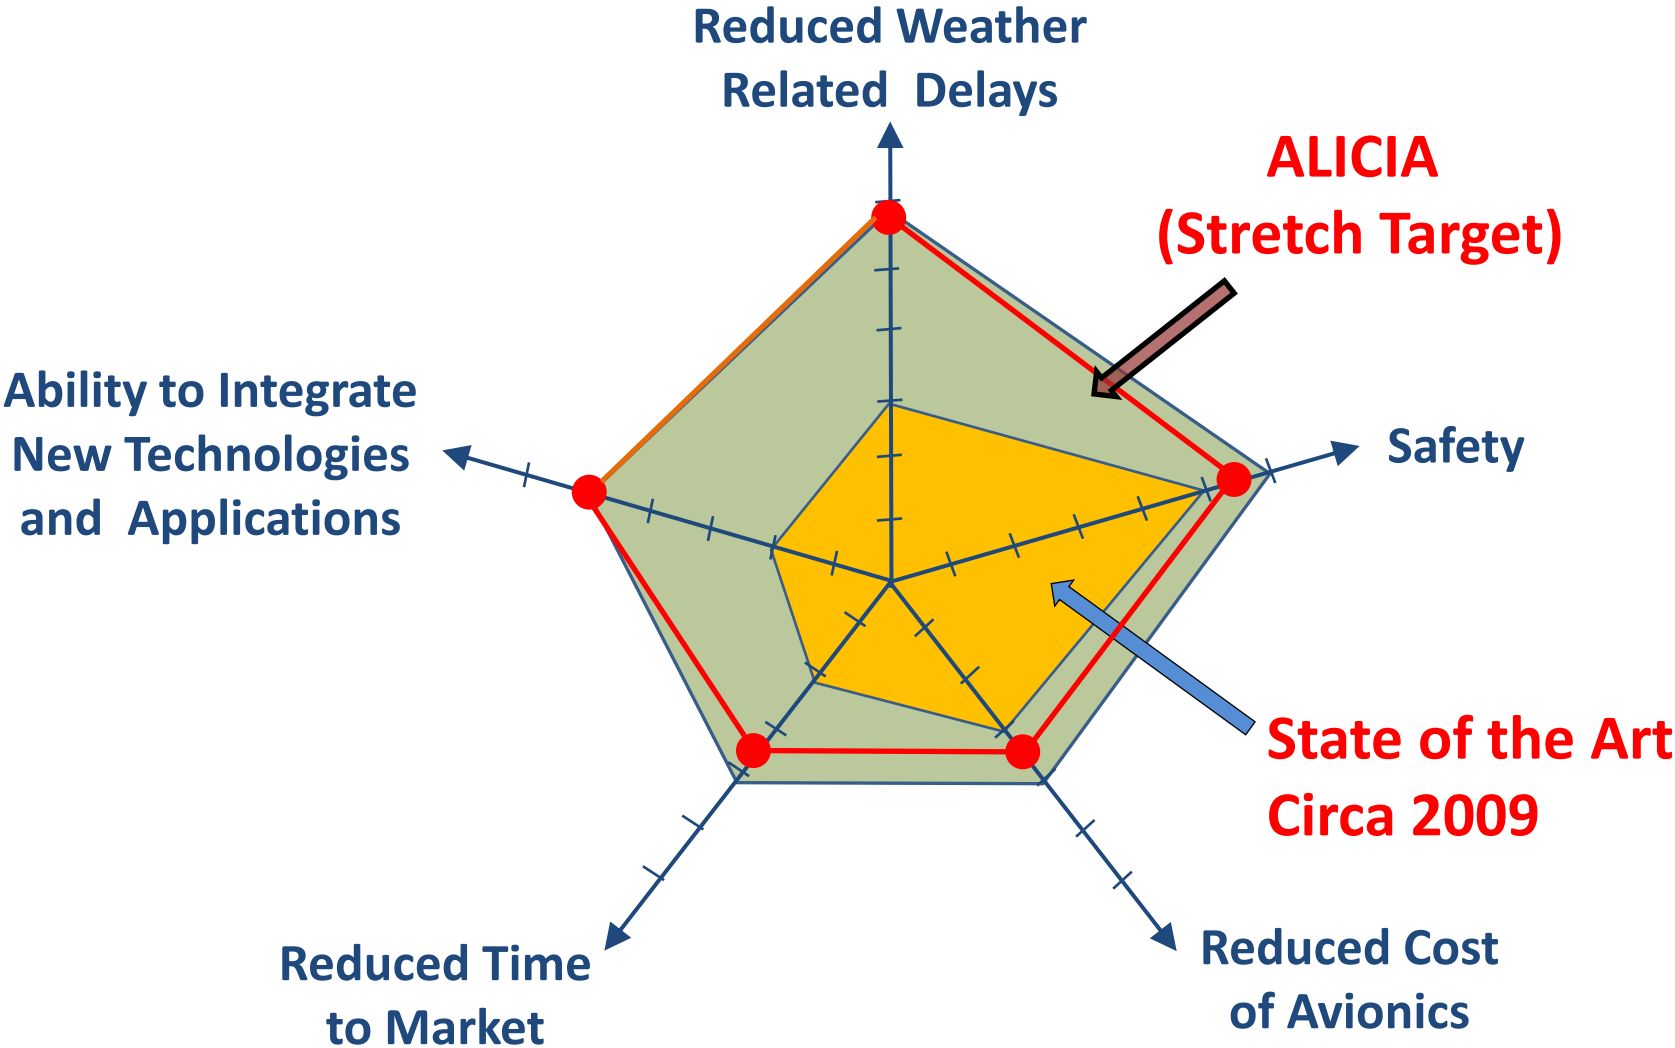 Reduced Weather
Related Delays
ALICIA
(Stretch Target)
Ability to Integrate
New Technologies
and Applications
Safety
State of the Art
Circa 2009
Reduced Time
to Market
Reduced Cost
of Avionics